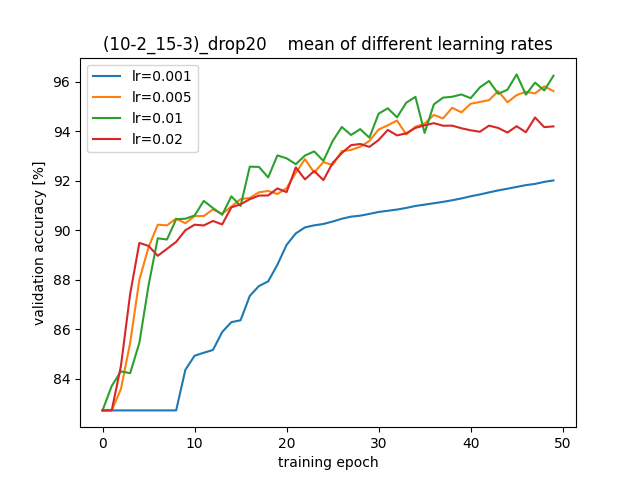 (10-2_15-3)_drop20    mean of different learning rates
lr=0.001
lr=0.005
lr=0.01
lr=0.02
validation accuracy [%]
96
94
92
90
88
86
84
0 10 20 30 40 50
training epoch